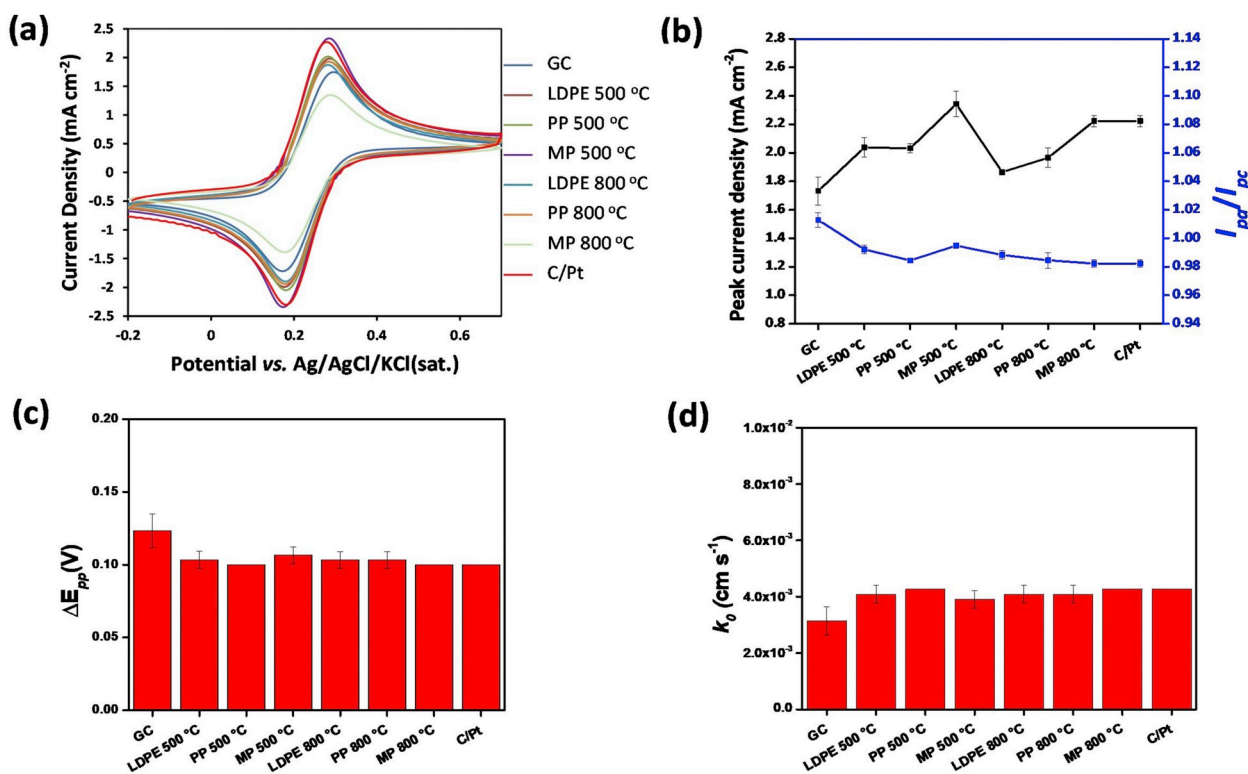 (a)
Current Density (mA cm⁻²)
2.5
2
1.5
1
0.5
0
-0.5
-1
-1.5
-2
-2.5
-0.2
0
0.2
0.4
0.6
Potential vs. Ag/AgCl/KCl(sat.)
GC
LDPE 500 °C
PP 500 °C
MP 500 °C
LDPE 800 °C
PP 800 °C
MP 800 °C
C/Pt
(b)
Peak current density (mA cm⁻²)
2.8
2.6
2.4
2.2
2.0
1.8
1.6
1.4
1.2
1.0
0.8
1.14
1.12
1.10
1.08
1.06
1.04
1.02
1.00
0.98
0.96
0.94
Ipa/Ipc
GC
LDPE 500 °C
PP 500 °C
MP 500 °C
LDPE 800 °C
PP 800 °C
MP 800 °C
C/Pt
(c)
ΔEpp(V)
0.20
0.15
0.10
0.05
0.00
GC
LDPE 500 °C
PP 500 °C
MP 500 °C
LDPE 800 °C
PP 800 °C
MP 800 °C
C/Pt
(d)
k0 (cm s⁻¹)
1.0x10⁻²
8.0x10⁻³
6.0x10⁻³
4.0x10⁻³
2.0x10⁻³
0.0
GC
LDPE 500 °C
PP 500 °C
MP 500 °C
LDPE 800 °C
PP 800 °C
MP 800 °C
C/Pt